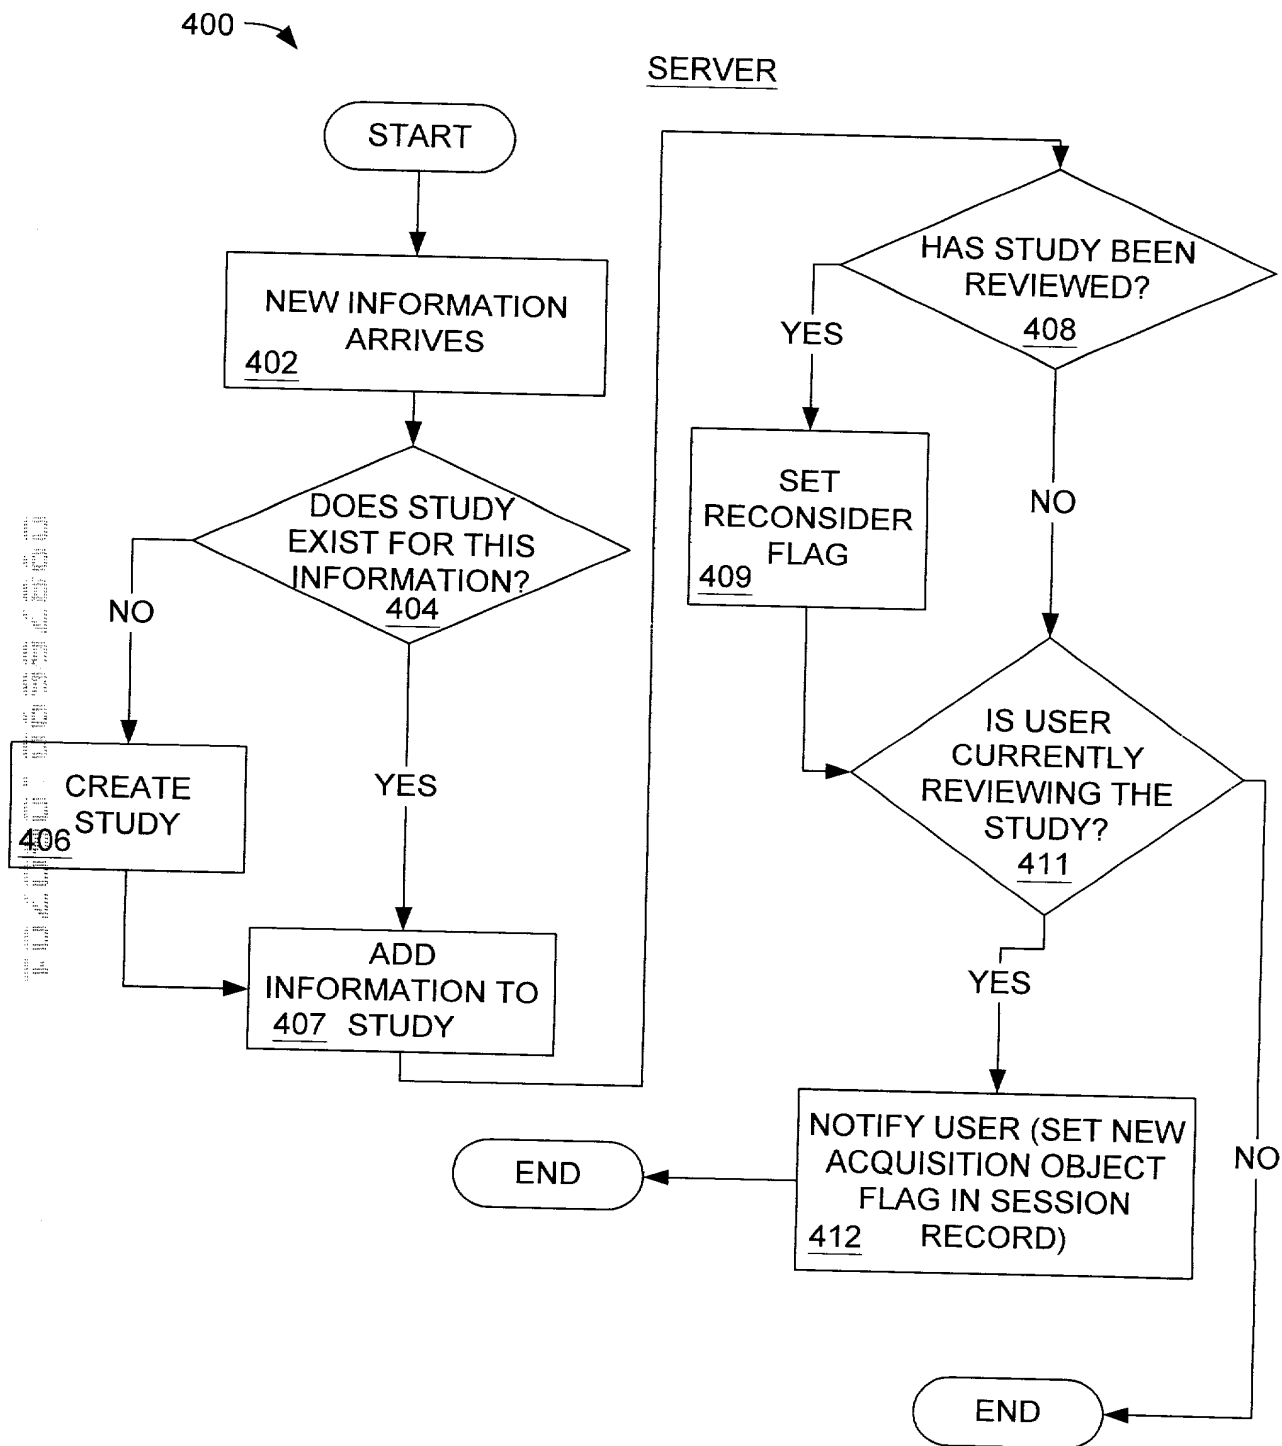 400
SERVER
START
NEW INFORMATION
ARRIVES
402
DOES STUDY
EXIST FOR THIS
INFORMATION?
404
NO
YES
CREATE
STUDY
406
ADD
INFORMATION TO
STUDY
407
HAS STUDY BEEN
REVIEWED?
408
YES
NO
SET
RECONSIDER
FLAG
409
IS USER
CURRENTLY
REVIEWING THE
STUDY?
411
YES
NO
NOTIFY USER (SET NEW
ACQUISITION OBJECT
FLAG IN SESSION
RECORD)
412
END
END